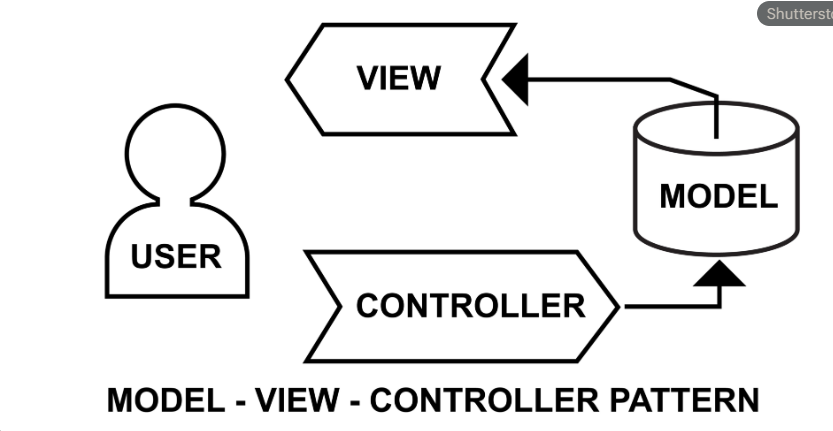 VIEW
MODEL
USER
CONTROLLER
MODEL - VIEW - CONTROLLER PATTERN